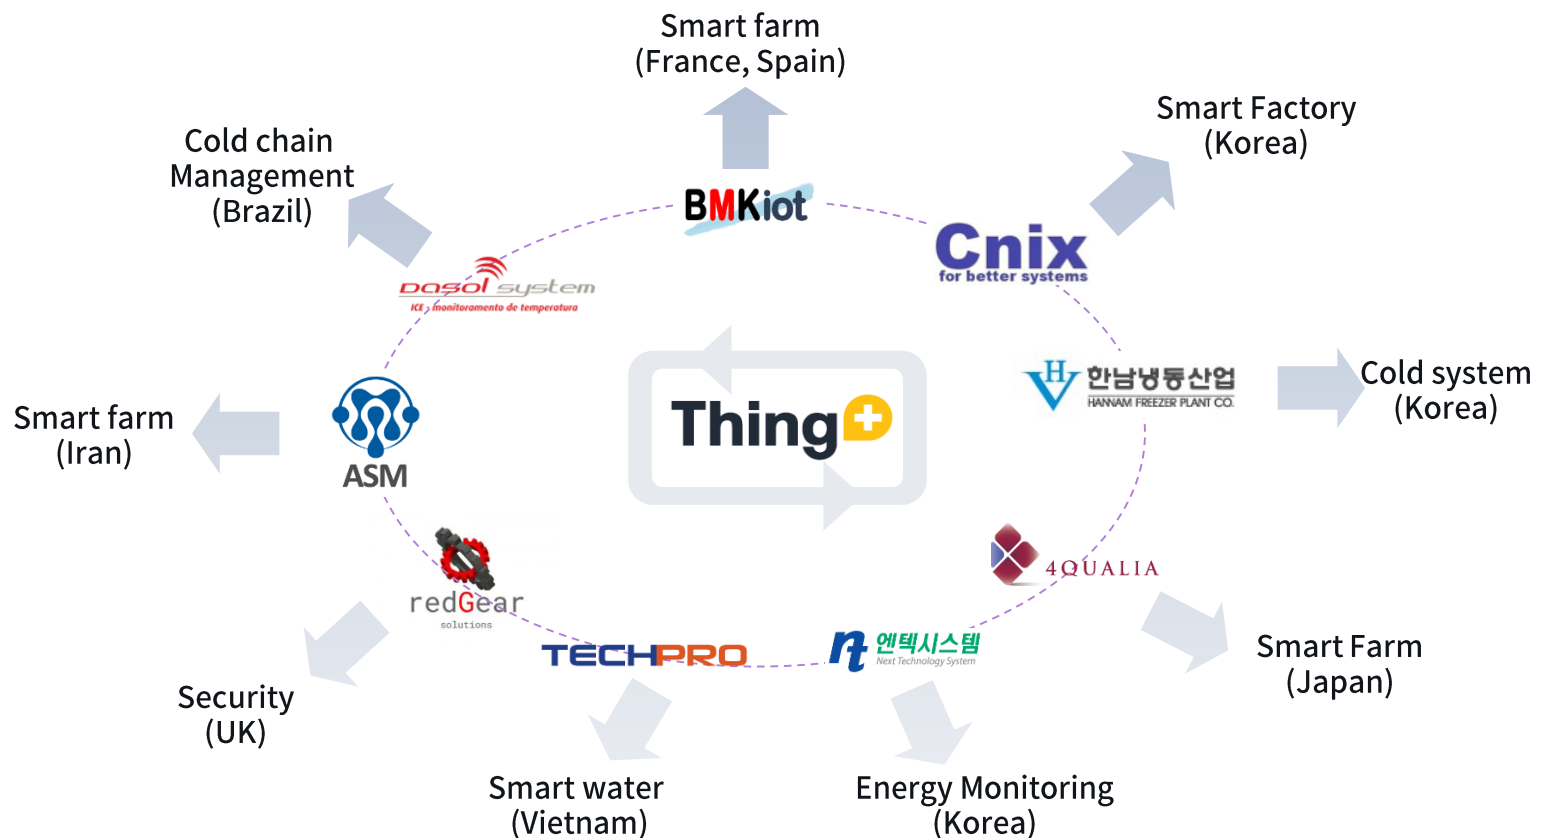 Smart farm
(France, Spain)
Smart Factory
(Korea)
Cold chain
Management
(Brazil)
BMKiot
Cnix
for better systems
Dasol system
ICE - monitoramento de temperatura
한남냉동산업
HANNAM FREEZER PLANT CO.
Cold system
(Korea)
Thing+
Smart farm
(Iran)
ASM
4QUALIA
redGear
solutions
TECHPRO
nt 엔텍시스템
Next Technology System
Smart Farm
(Japan)
Security
(UK)
Smart water
(Vietnam)
Energy Monitoring
(Korea)